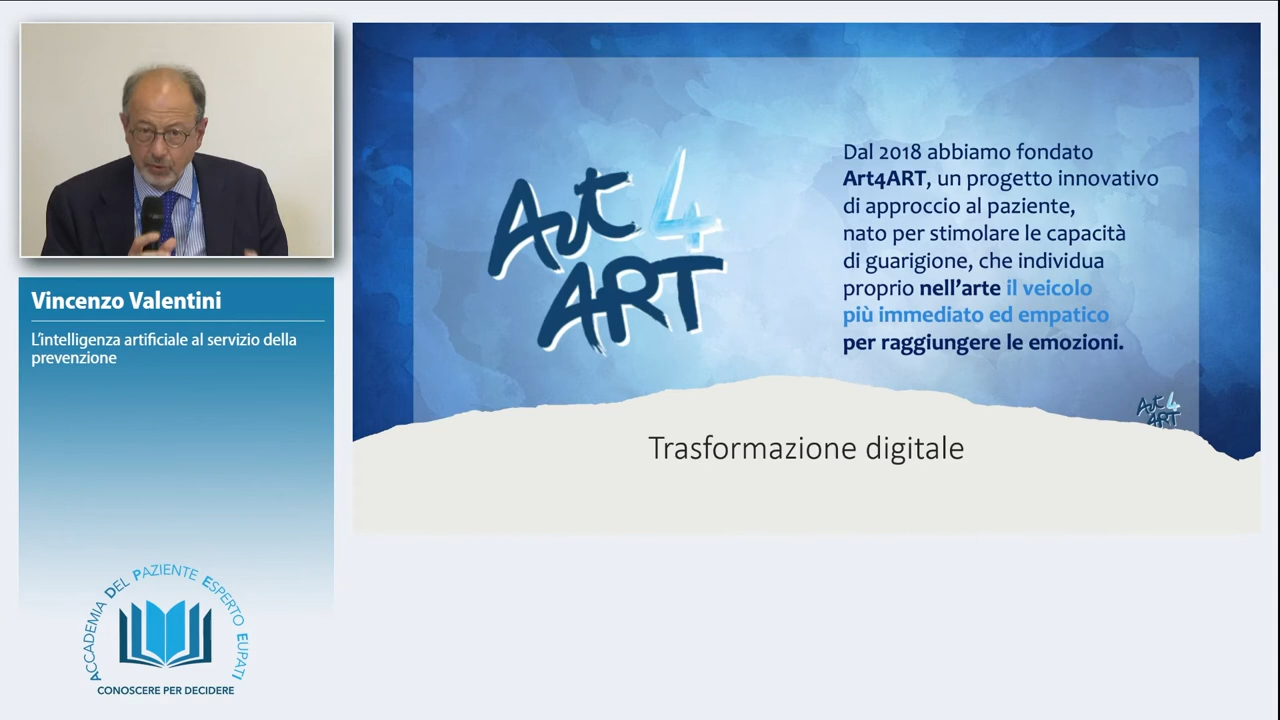 Vincenzo Valentini
L'intelligenza artificiale al servizio della
prevenzione
ACCADEMIA DEL PAZIENTE ESPERTO EUPATI
CONOSCERE PER DECIDERE
Art 4
ART
Dal 2018 abbiamo fondato
Art4ART, un progetto innovativo
di approccio al paziente,
nato per stimolare le capacità
di guarigione, che individua
proprio nell'arte il veicolo
più immediato ed empatico
per raggiungere le emozioni.
Art 4
ART
Trasformazione digitale